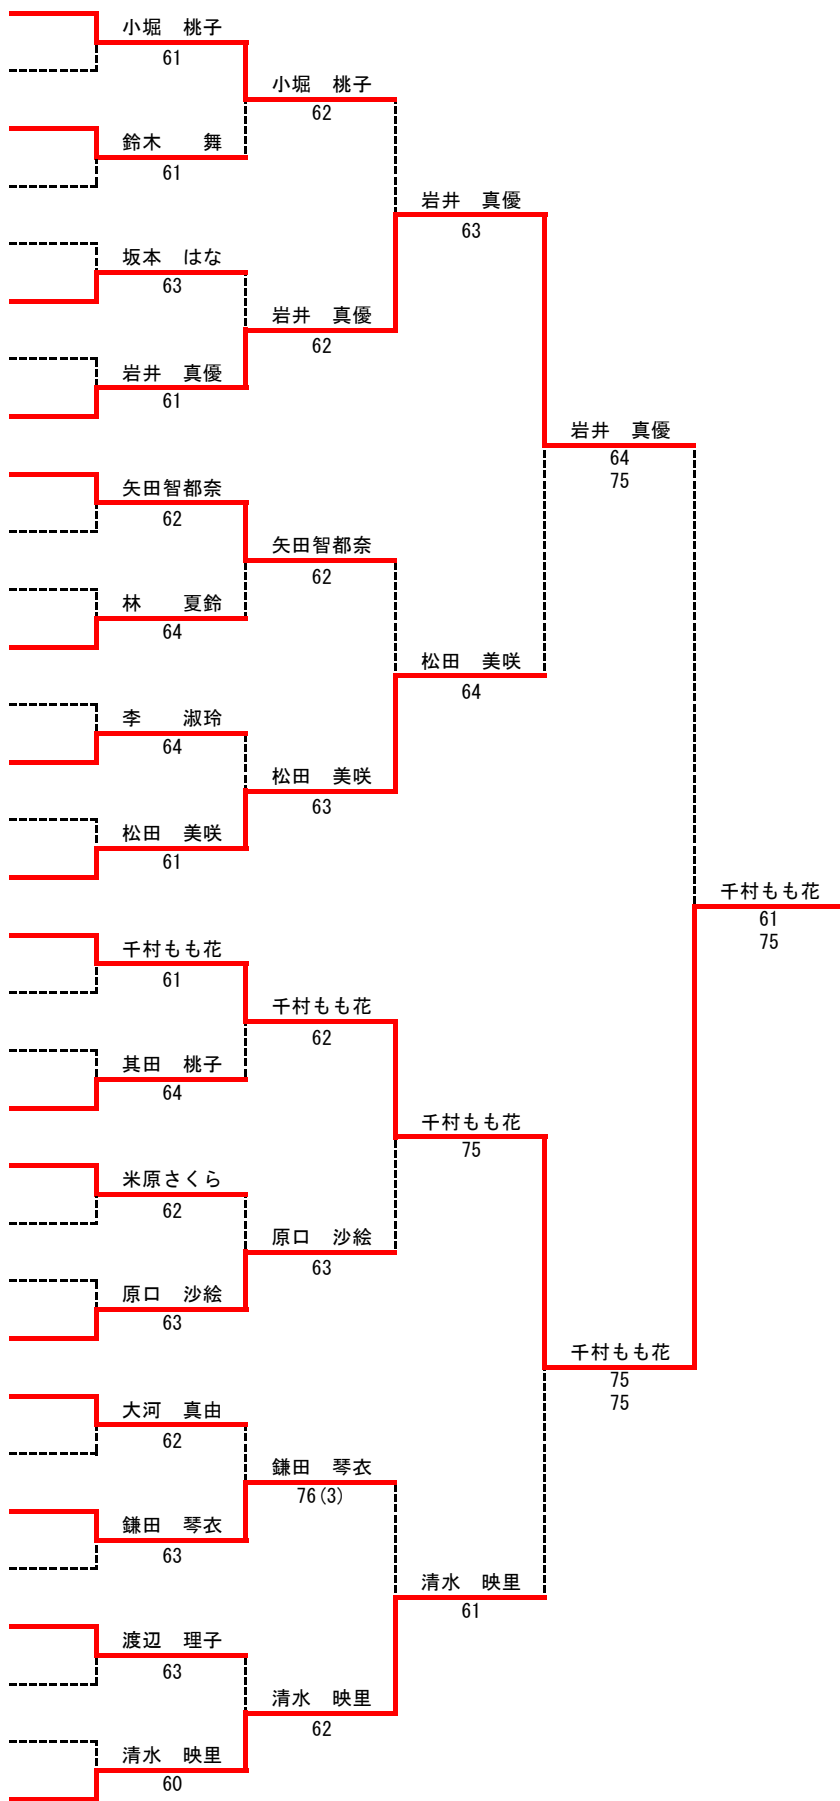 小堀　桃子
61
小堀　桃子
62
鈴木　　舞
61
岩井　真優
63
坂本　はな
63
岩井　真優
62
岩井　真優
61
岩井　真優
64
75
矢田智都奈
62
矢田智都奈
62
林　　夏鈴
64
松田　美咲
64
李　　淑玲
64
松田　美咲
63
松田　美咲
61
千村もも花
61
75
千村もも花
61
千村もも花
62
其田　桃子
64
千村もも花
75
米原さくら
62
原口　沙絵
63
原口　沙絵
63
千村もも花
75
75
大河　真由
62
鎌田　琴衣
76(3)
鎌田　琴衣
63
清水　映里
61
渡辺　理子
63
清水　映里
62
清水　映里
60